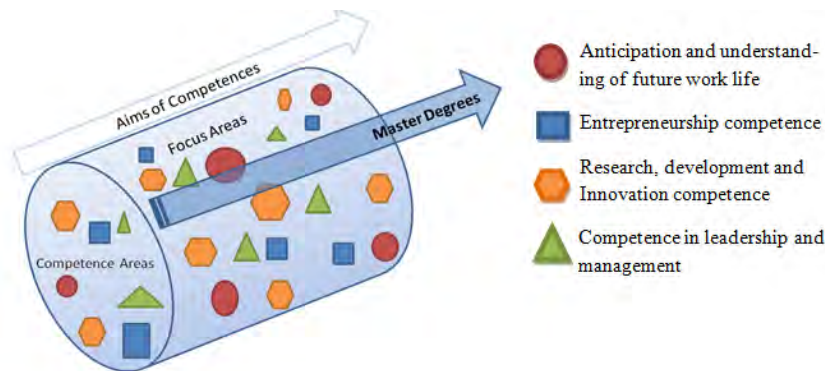 Aims of Competences
Focus Areas
Master Degrees
Competence Areas
Anticipation and understand-
ing of future work life
Entrepreneurship competence
Research, development and
Innovation competence
Competence in leadership and
management